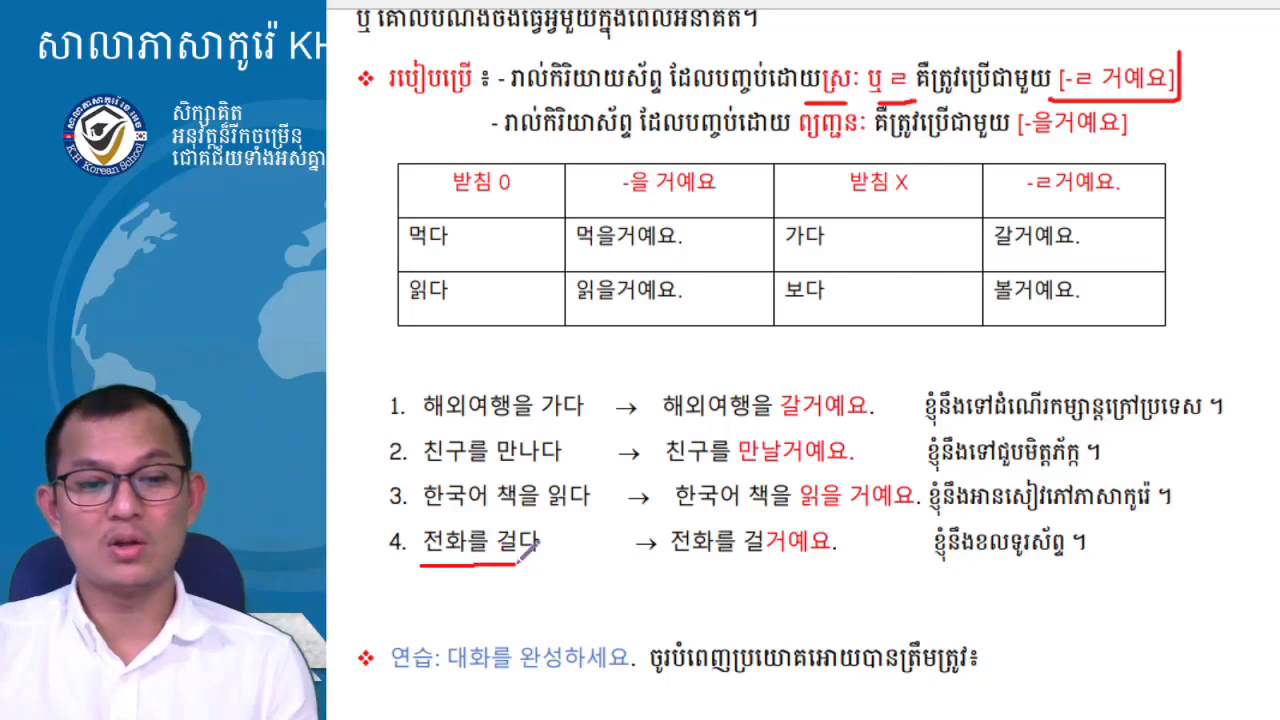 សាលាភាសាកូរ៉េ KH
សិក្សាគិត
អនុវត្តន៍រីកចម្រើន
ជោគជ័យទាំងអស់គ្នា
K.H Korean School
ឬ គោលបំណងចង់ធ្វើអ្វីមួយក្នុងពេលអនាគត។
❖ របៀបប្រើ ៖ - រាល់កិរិយាយស័ព្ទ ដែលបញ្ចប់ដោយស្រៈ ឬ ㄹ គឺត្រូវប្រើជាមួយ [-ㄹ 거예요]
- រាល់កិរិយាស័ព្ទ ដែលបញ្ចប់ដោយ ព្យញ្ជនៈ គឺត្រូវប្រើជាមួយ [-을거예요]
받침 0 -을 거예요 받침 X -ㄹ거예요.
먹다 먹을거예요. 가다 갈거예요.
읽다 읽을거예요. 보다 볼거예요.
1. 해외여행을 가다 → 해외여행을 갈거예요. ខ្ញុំនឹងទៅដំណើរកម្សាន្តក្រៅប្រទេស ។
2. 친구를 만나다 → 친구를 만날거예요. ខ្ញុំនឹងទៅជួបមិត្តភ័ក្ត ។
3. 한국어 책을 읽다 → 한국어 책을 읽을 거예요. ខ្ញុំនឹងអានសៀវភៅភាសាកូរ៉េ ។
4. 전화를 걸다 → 전화를 걸거예요. ខ្ញុំនឹងខលទូរស័ព្ទ ។
❖ 연습: 대화를 완성하세요. ចូរបំពេញប្រយោគអោយបានត្រឹមត្រូវ៖